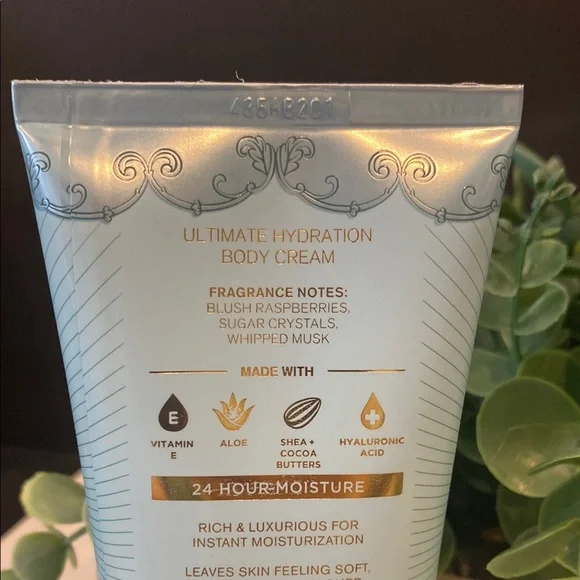 435AB2C1
ULTIMATE HYDRATION
BODY CREAM
FRAGRANCE NOTES:
BLUSH RASPBERRIES,
SUGAR CRYSTALS,
WHIPPED MUSK
MADE WITH
E
VITAMIN
E
ALOE
SHEA +
COCOA
BUTTERS
HYALURONIC
ACID
24 HOUR MOISTURE
RICH & LUXURIOUS FOR
INSTANT MOISTURIZATION
LEAVES SKIN FEELING SOFT,